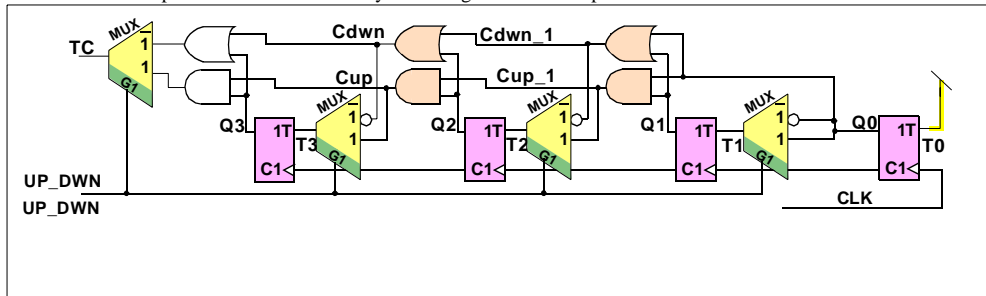 MUX
TC
1
1
G1
Cdwn
Cdwn_1
Cup
Cup_1
MUX
MUX
MUX
Q3
1T
C1
T3
1
1
G1
Q2
1T
C1
T2
1
1
G1
Q1
1T
C1
T1
1
1
G1
Q0
1T
C1
T0
UP_DWN
UP_DWN
CLK